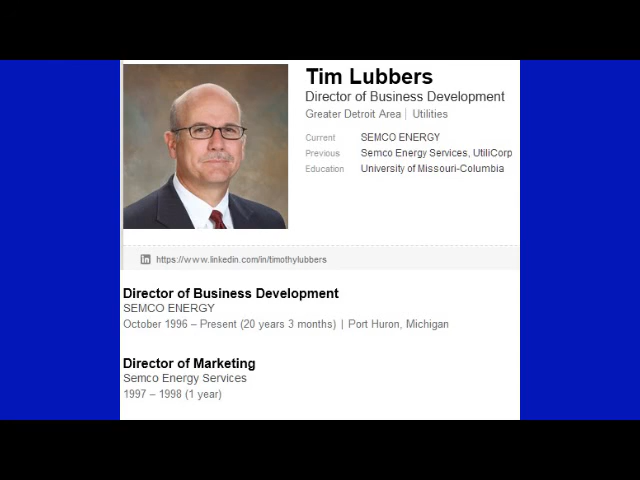 Tim Lubbers
Director of Business Development
Greater Detroit Area | Utilities
Current SEMCO ENERGY
Previous Semco Energy Services, UtiliCorp
Education University of Missouri-Columbia
in https://www.linkedin.com/in/timothylubbers
Director of Business Development
SEMCO ENERGY
October 1996 – Present (20 years 3 months) | Port Huron, Michigan
Director of Marketing
Semco Energy Services
1997 – 1998 (1 year)